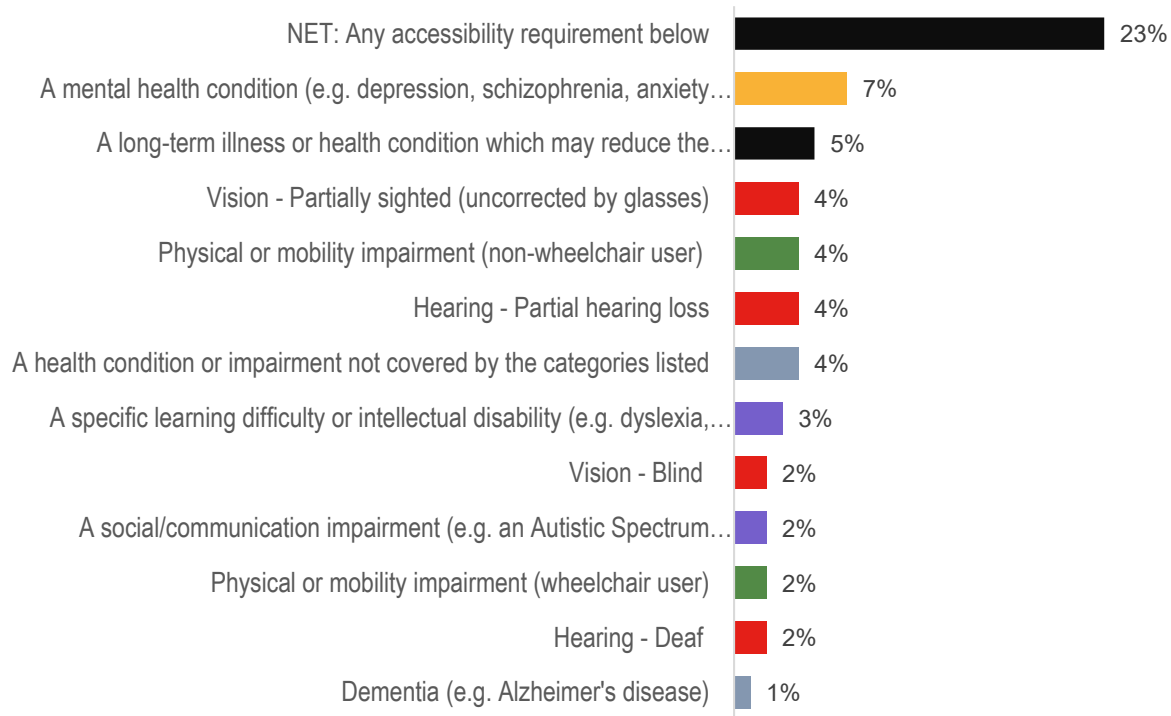 NET: Any accessibility requirement below 23%
A mental health condition (e.g. depression, schizophrenia, anxiety… 7%
A long-term illness or health condition which may reduce the… 5%
Vision - Partially sighted (uncorrected by glasses) 4%
Physical or mobility impairment (non-wheelchair user) 4%
Hearing - Partial hearing loss 4%
A health condition or impairment not covered by the categories listed 4%
A specific learning difficulty or intellectual disability (e.g. dyslexia,… 3%
Vision - Blind 2%
A social/communication impairment (e.g. an Autistic Spectrum… 2%
Physical or mobility impairment (wheelchair user) 2%
Hearing - Deaf 2%
Dementia (e.g. Alzheimer's disease) 1%